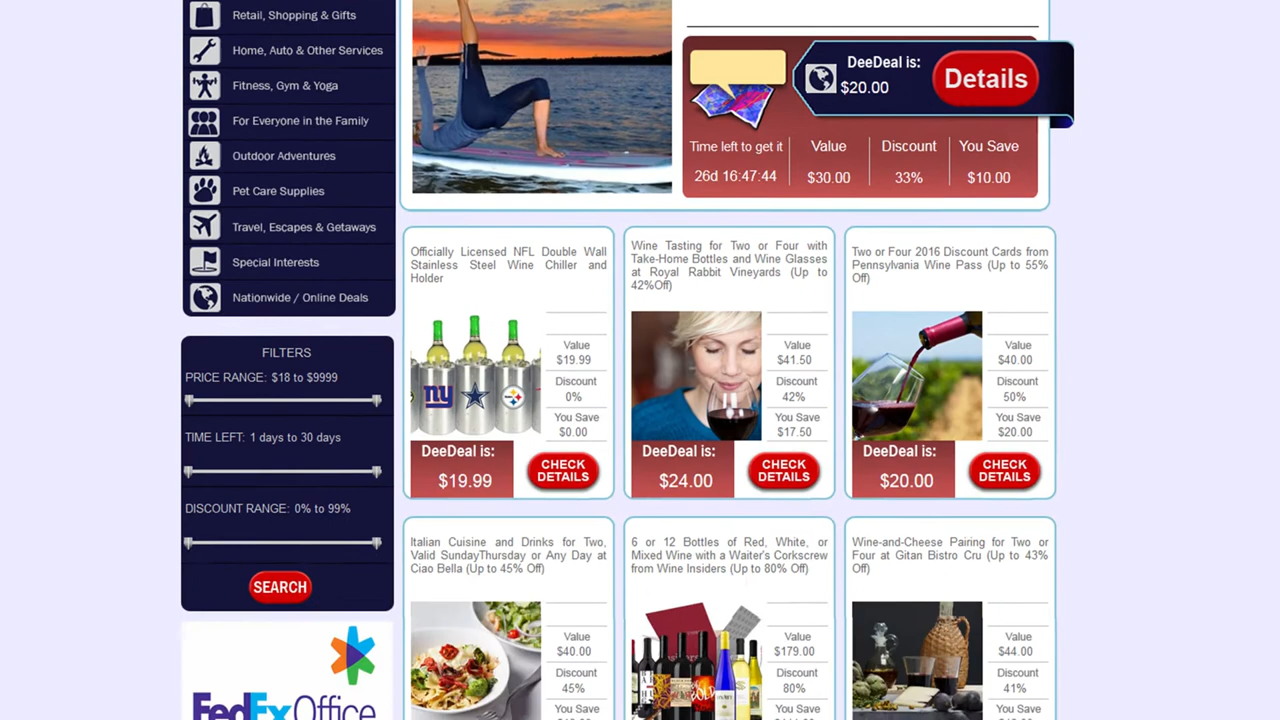 Retail, Shopping & Gifts
Home, Auto & Other Services
Fitness, Gym & Yoga
For Everyone in the Family
Outdoor Adventures
Pet Care Supplies
Travel, Escapes & Getaways
Special Interests
Nationwide / Online Deals
FILTERS
PRICE RANGE: $18 to $9999
TIME LEFT: 1 days to 30 days
DISCOUNT RANGE: 0% to 99%
SEARCH
FedEx Office
DeeDeal is:
$20.00
Details
Time left to get it
26d 16:47:44
Value
$30.00
Discount
33%
You Save
$10.00
Officially Licensed NFL Double Wall
Stainless Steel Wine Chiller and
Holder
ny
Value
$19.99
Discount
0%
You Save
$0.00
DeeDeal is:
$19.99
CHECK
DETAILS
Wine Tasting for Two or Four with
Take-Home Bottles and Wine Glasses
at Royal Rabbit Vineyards (Up to
42%Off)
Value
$41.50
Discount
42%
You Save
$17.50
DeeDeal is:
$24.00
CHECK
DETAILS
Two or Four 2016 Discount Cards from
Pennsylvania Wine Pass (Up to 55%
Off)
Value
$40.00
Discount
50%
You Save
$20.00
DeeDeal is:
$20.00
CHECK
DETAILS
Italian Cuisine and Drinks for Two,
Valid SundayThursday or Any Day at
Ciao Bella (Up to 45% Off)
Value
$40.00
Discount
45%
You Save
6 or 12 Bottles of Red, White, or
Mixed Wine with a Waiter's Corkscrew
from Wine Insiders (Up to 80% Off)
Value
$179.00
Discount
80%
You Save
Wine-and-Cheese Pairing for Two or
Four at Gitan Bistro Cru (Up to 43%
Off)
Value
$44.00
Discount
41%
You Save